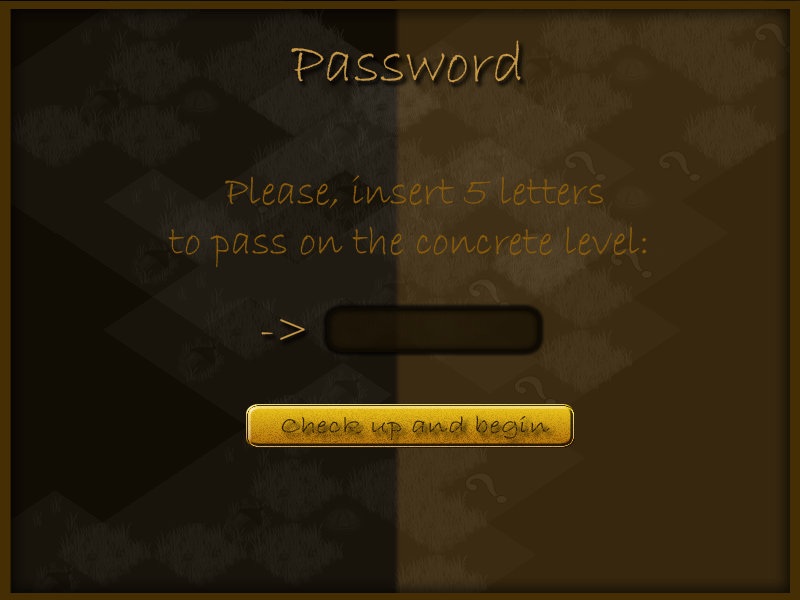 Password
Please, insert 5 letters
to pass on the concrete level:
->
Check up and begin